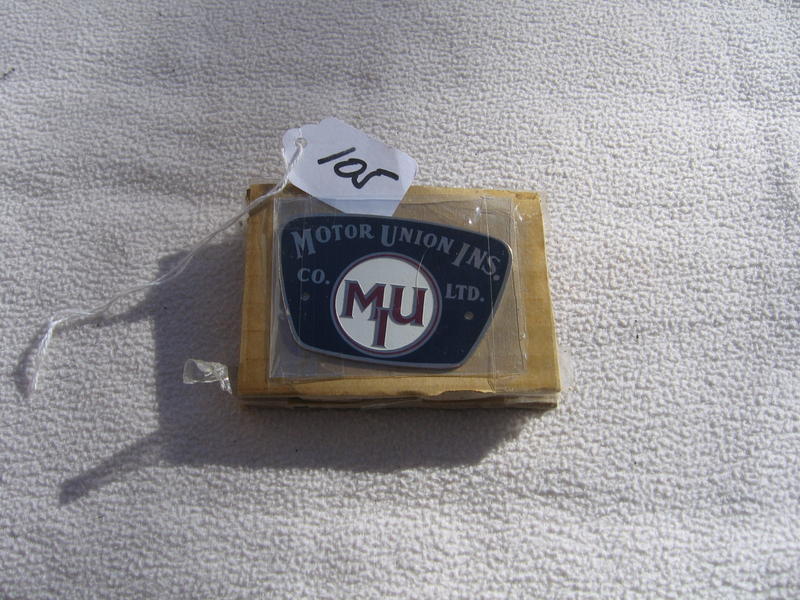 105
MOTOR UNION INS.
CO. LTD.
MIU